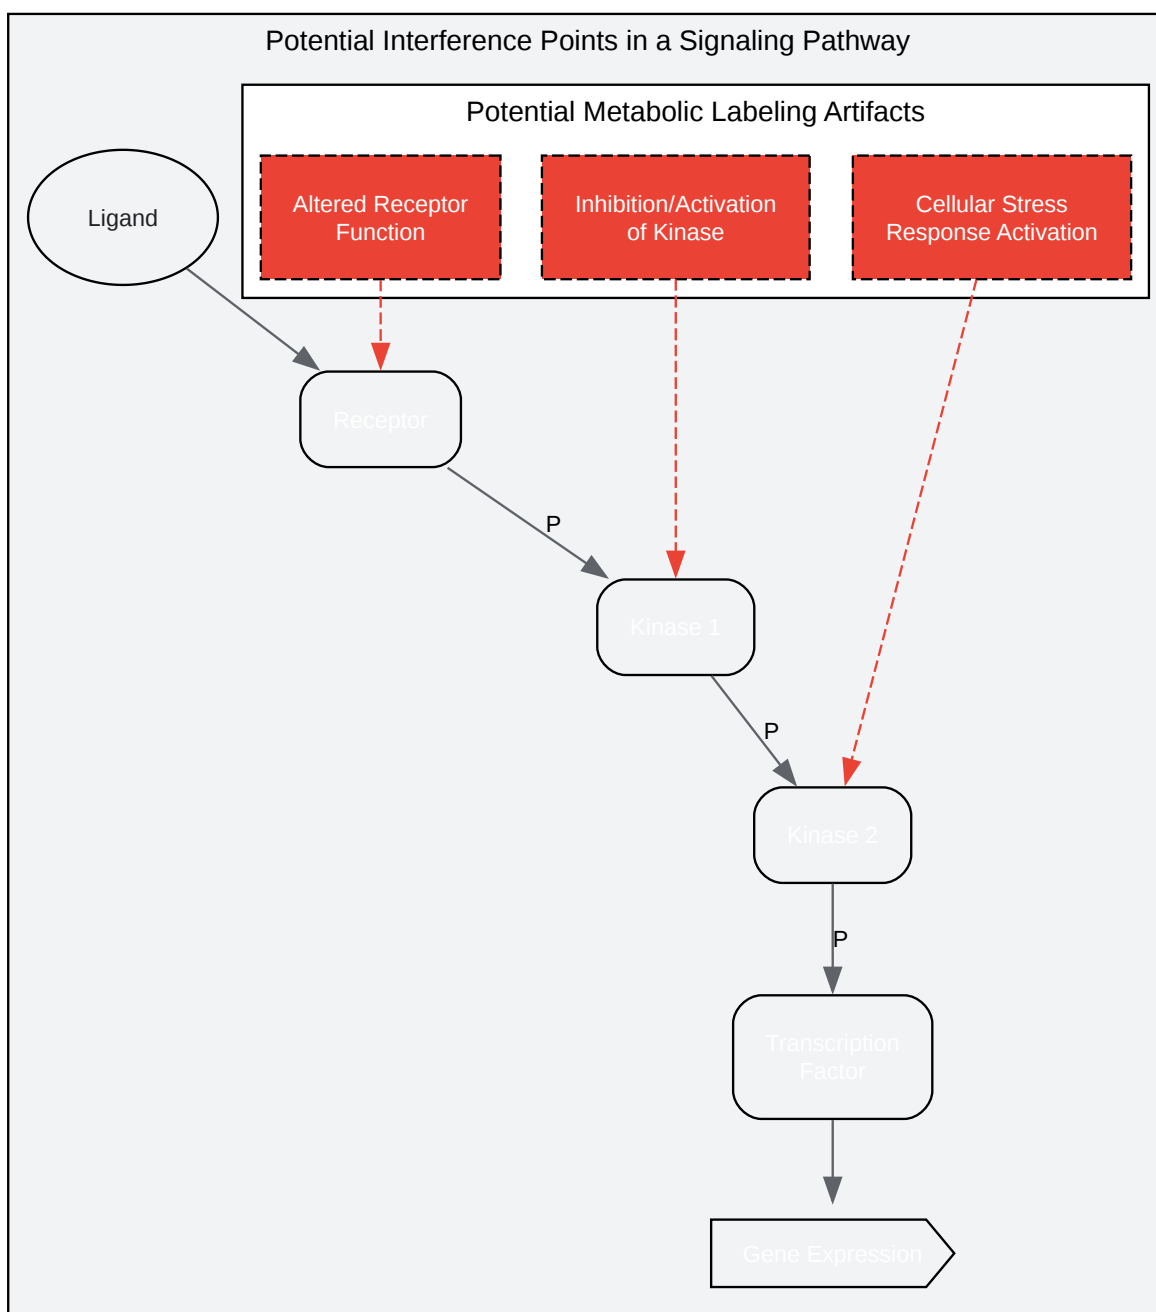 Potential Interference Points in a Signaling Pathway
Potential Metabolic Labeling Artifacts
Ligand
Altered Receptor
Function
Inhibition/Activation
of Kinase
Cellular Stress
Response Activation
Receptor
P
Kinase 1
P
Kinase 2
P
Transcription
Factor
Gene Expression